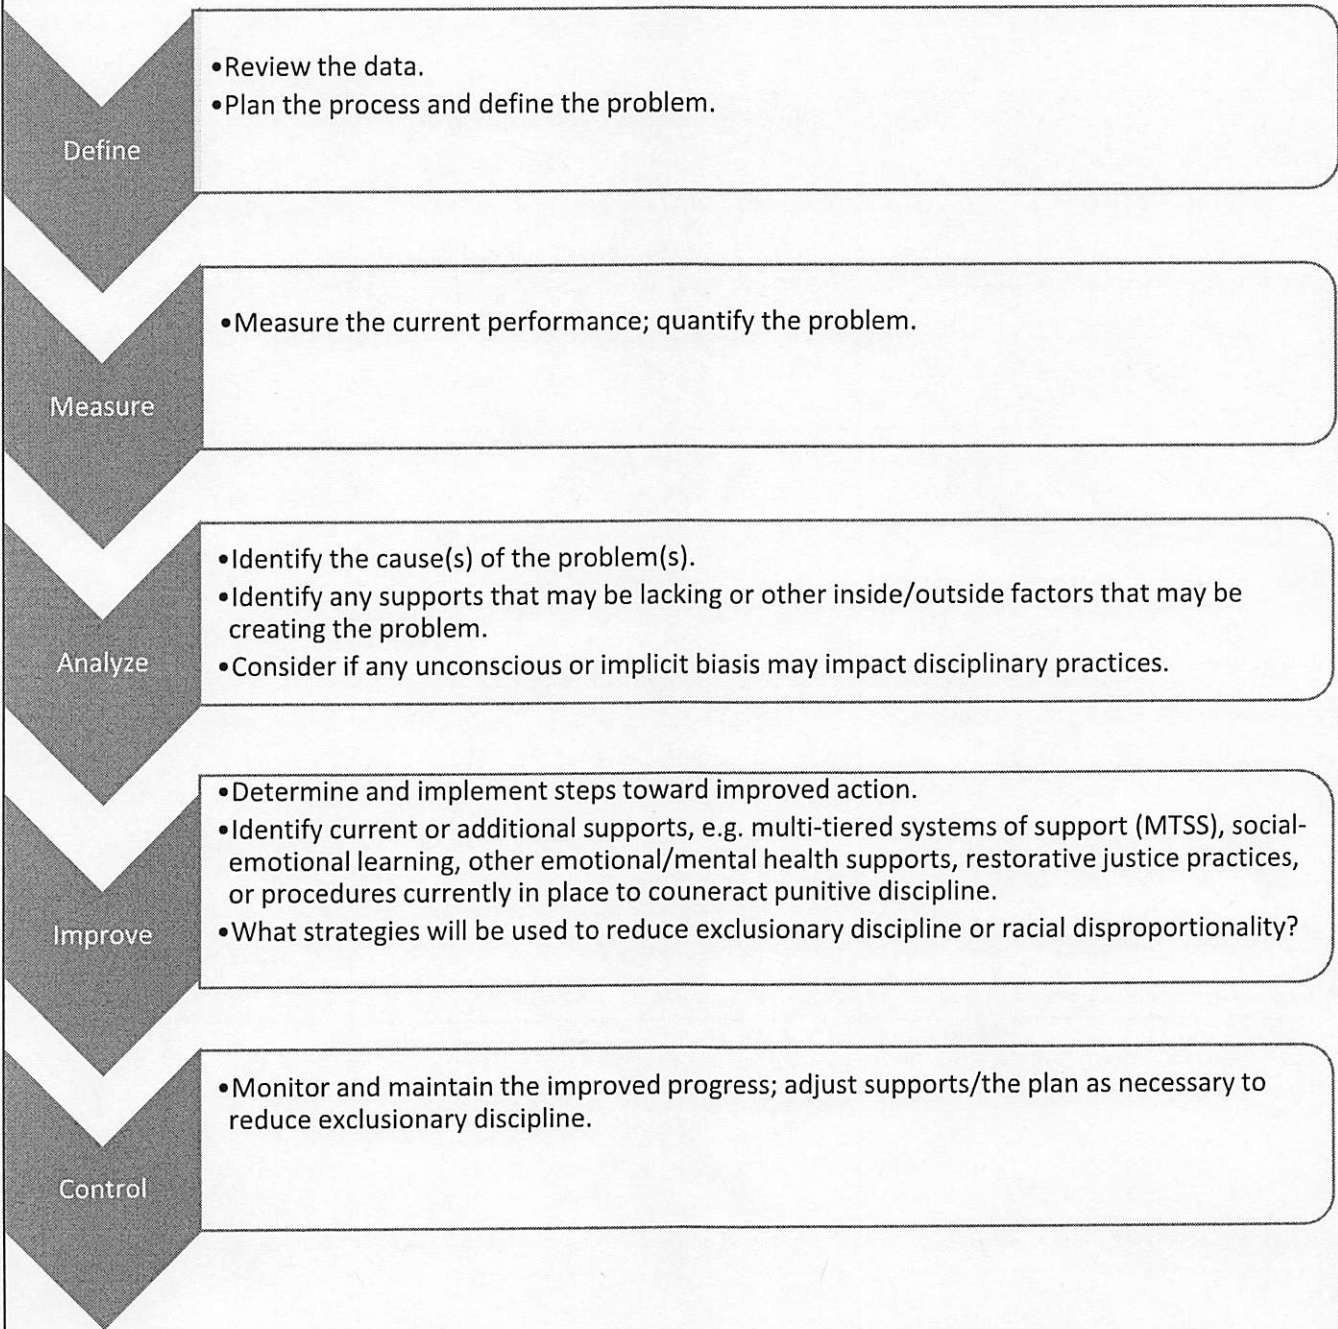 Define
•Review the data.
•Plan the process and define the problem.
Measure
•Measure the current performance; quantify the problem.
Analyze
•Identify the cause(s) of the problem(s).
•Identify any supports that may be lacking or other inside/outside factors that may be
creating the problem.
•Consider if any unconscious or implicit biasis may impact disciplinary practices.
Improve
•Determine and implement steps toward improved action.
•Identify current or additional supports, e.g. multi-tiered systems of support (MTSS), social-
emotional learning, other emotional/mental health supports, restorative justice practices,
or procedures currently in place to couneract punitive discipline.
•What strategies will be used to reduce exclusionary discipline or racial disproportionality?
Control
•Monitor and maintain the improved progress; adjust supports/the plan as necessary to
reduce exclusionary discipline.